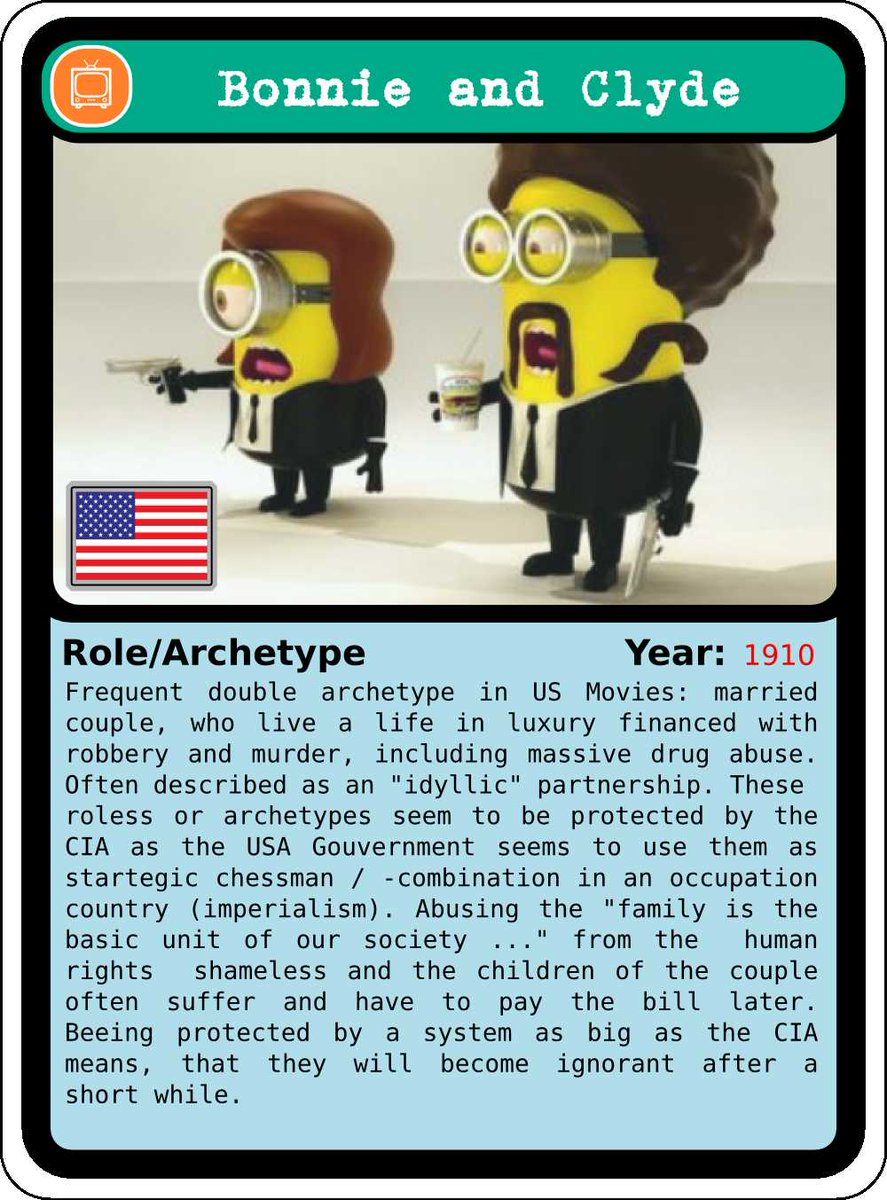 Bonnie and Clyde
Role/Archetype Year: 1910
Frequent double archetype in US Movies: married
couple, who live a life in luxury financed with
robbery and murder, including massive drug abuse.
Often described as an "idyllic" partnership. These
roless or archetypes seem to be protected by the
CIA as the USA Gouvernment seems to use them as
startegic chessman / -combination in an occupation
country (imperialism). Abusing the "family is the
basic unit of our society ..." from the human
rights shameless and the children of the couple
often suffer and have to pay the bill later.
Beeing protected by a system as big as the CIA
means, that they will become ignorant after a
short while.